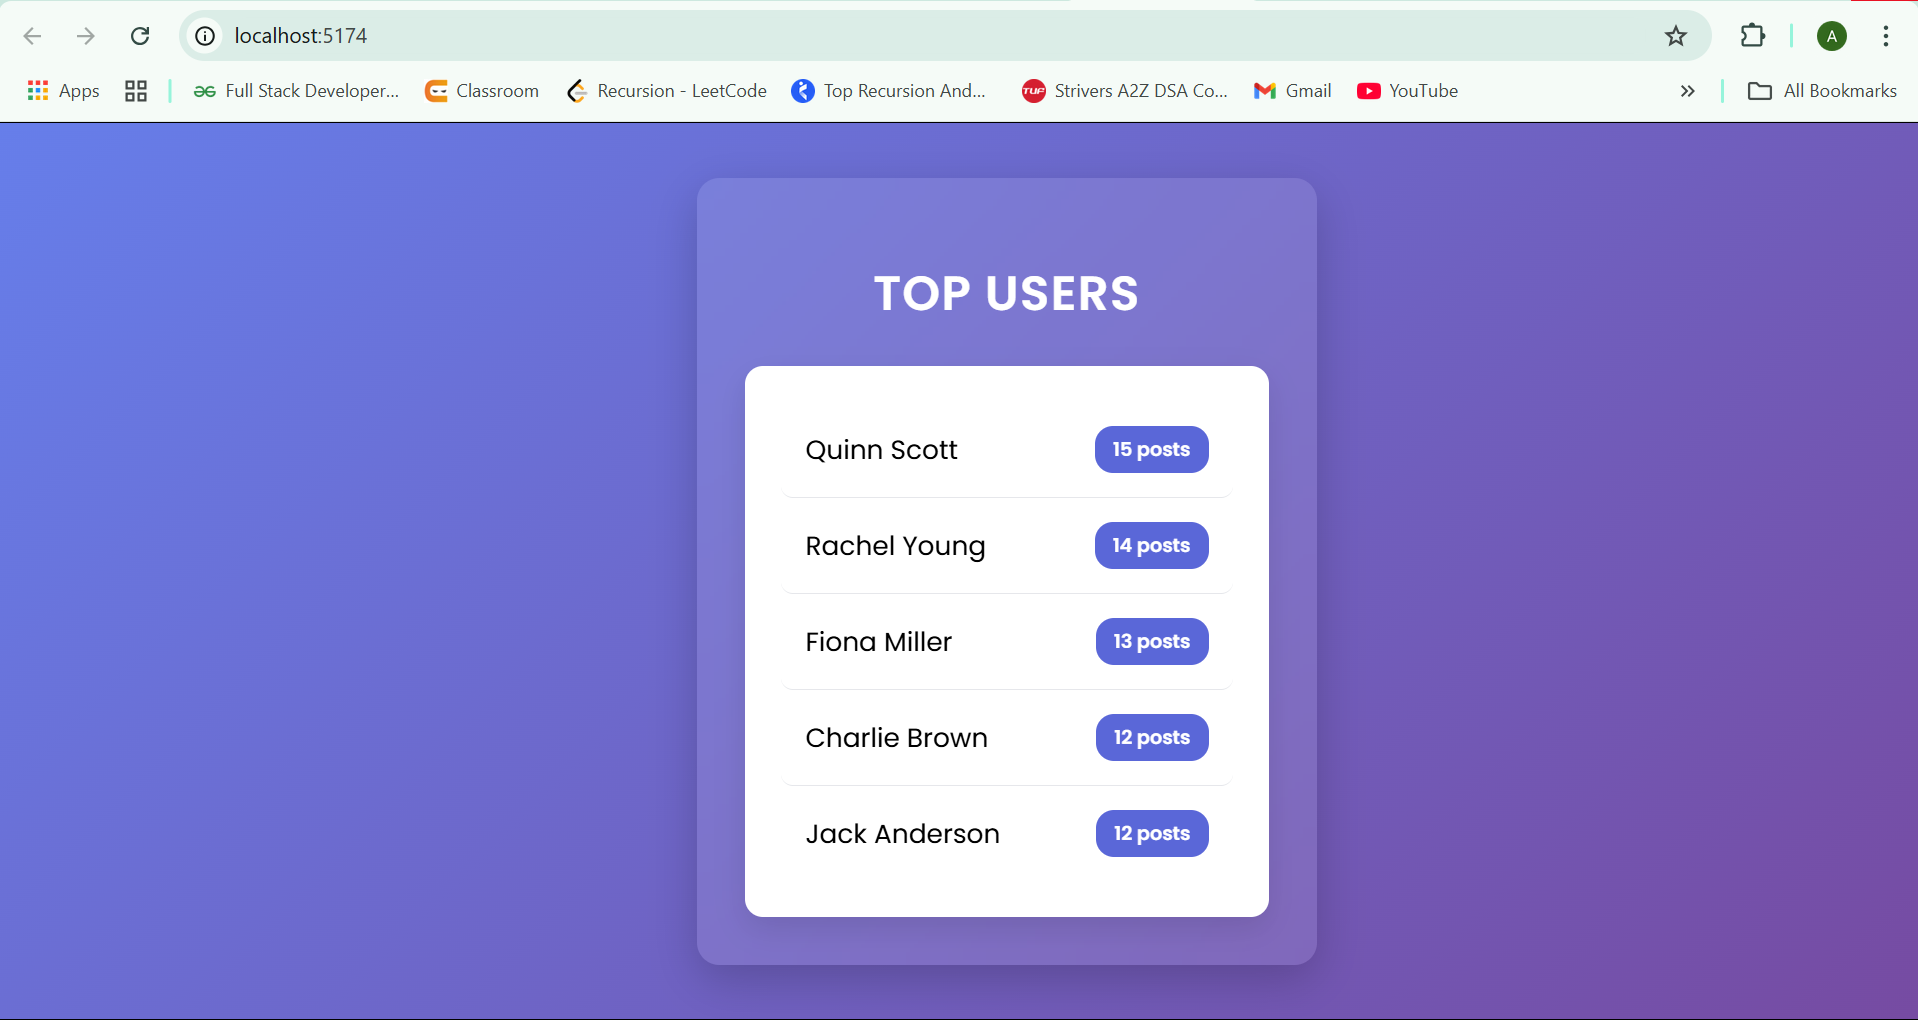 localhost:5174
A
Apps
Full Stack Developer...
Classroom
Recursion - LeetCode
Top Recursion And...
TUF
Strivers A2Z DSA Co...
Gmail
YouTube
All Bookmarks
TOP USERS
Quinn Scott 15 posts
Rachel Young 14 posts
Fiona Miller 13 posts
Charlie Brown 12 posts
Jack Anderson 12 posts